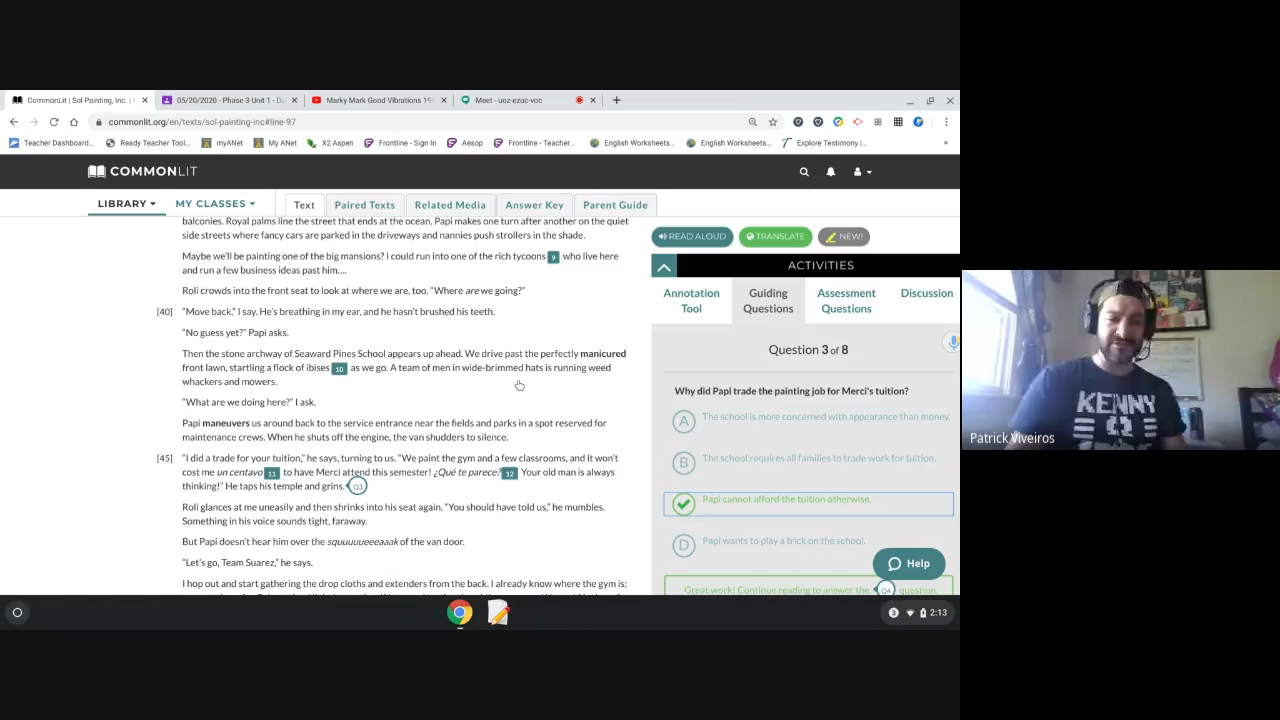 CommonLit | Sol Painting, Inc. |
05/20/2020 - Phase 3 Unit 1 - Da
Marky Mark Good Vibrations 19
Meet - uoz-ezuc-voc
commonlit.org/en/texts/sol-painting-inc#line-97
Teacher Dashboard...
Ready Teacher Tool...
myANet
My ANet
X2 Aspen
Frontline - Sign In
Aesop
Frontline - Teacher...
English Worksheets...
English Worksheets...
Explore Testimony |...
COMMONLIT
LIBRARY
MY CLASSES
Text
Paired Texts
Related Media
Answer Key
Parent Guide
balconies. Royal palms line the street that ends at the ocean. Papi makes one turn after another on the quiet
side streets where fancy cars are parked in the driveways and nannies push strollers in the shade.
Maybe we'll be painting one of the big mansions? I could run into one of the rich tycoons 9 who live here
and run a few business ideas past him....
Roli crowds into the front seat to look at where we are, too. "Where are we going?"
[40] "Move back," I say. He's breathing in my ear, and he hasn't brushed his teeth.
"No guess yet?" Papi asks.
Then the stone archway of Seaward Pines School appears up ahead. We drive past the perfectly manicured
front lawn, startling a flock of ibises 10 as we go. A team of men in wide-brimmed hats is running weed
whackers and mowers.
"What are we doing here?" I ask.
Papi maneuvers us around back to the service entrance near the fields and parks in a spot reserved for
maintenance crews. When he shuts off the engine, the van shudders to silence.
[45] "I did a trade for your tuition," he says, turning to us. "We paint the gym and a few classrooms, and it won't
cost me un centavo 11 to have Merci attend this semester! ¿Qué te parece? 12 Your old man is always
thinking!" He taps his temple and grins. Q3
Roli glances at me uneasily and then shrinks into his seat again. "You should have told us," he mumbles.
Something in his voice sounds tight, faraway.
But Papi doesn't hear him over the squuuuueeeaaak of the van door.
"Let's go, Team Suarez," he says.
I hop out and start gathering the drop cloths and extenders from the back. I already know where the gym is;
READ ALOUD
TRANSLATE
NEW!
ACTIVITIES
Annotation
Tool
Guiding
Questions
Assessment
Questions
Discussion
Question 3 of 8
Why did Papi trade the painting job for Merci's tuition?
A The school is more concerned with appearance than money.
B The school requires all families to trade work for tuition.
Papi cannot afford the tuition otherwise.
D Papi wants to play a trick on the school.
Help
Great work! Continue reading to answer the Q4 question.
3
2:13
KENNY
Patrick Viveiros